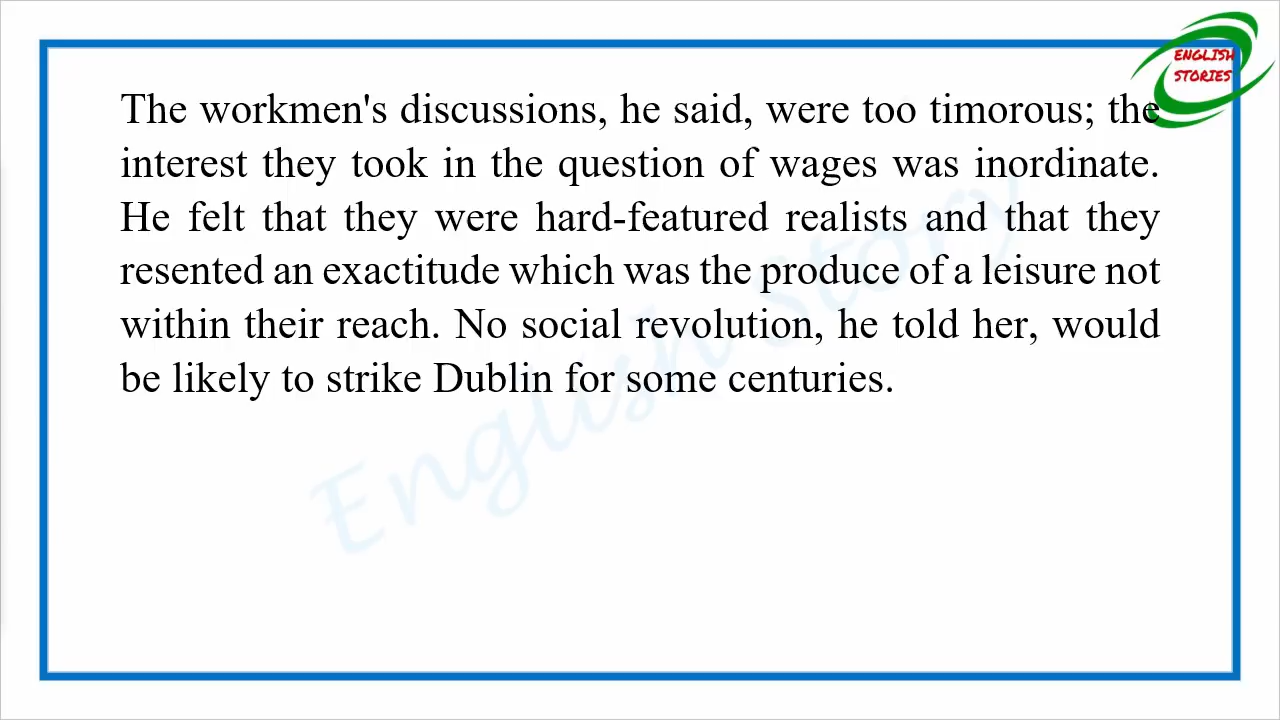 ENGLISH
STORIES
The workmen's discussions, he said, were too timorous; the
interest they took in the question of wages was inordinate.
He felt that they were hard-featured realists and that they
resented an exactitude which was the produce of a leisure not
within their reach. No social revolution, he told her, would
be likely to strike Dublin for some centuries.
English Story